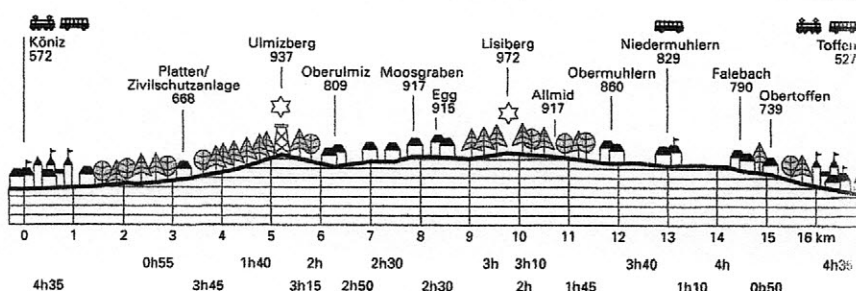 Köniz
572
Platten/
Zivilschutzanlage
668
Ulmizberg
937
Oberulmiz
809
Moosgraben
917
Egg
915
Lisiberg
972
Allmid
917
Obermuhlern
860
Niedermuhlern
829
Falebach
790
Obertoffen
739
Toffen
527
0 1 2 3 4 5 6 7 8 9 10 11 12 13 14 15 16 km
0h55 1h40 2h 2h30 3h 3h10 3h40 4h 4h35
4h35 3h45 3h15 2h50 2h30 2h 1h45 1h10 0h50